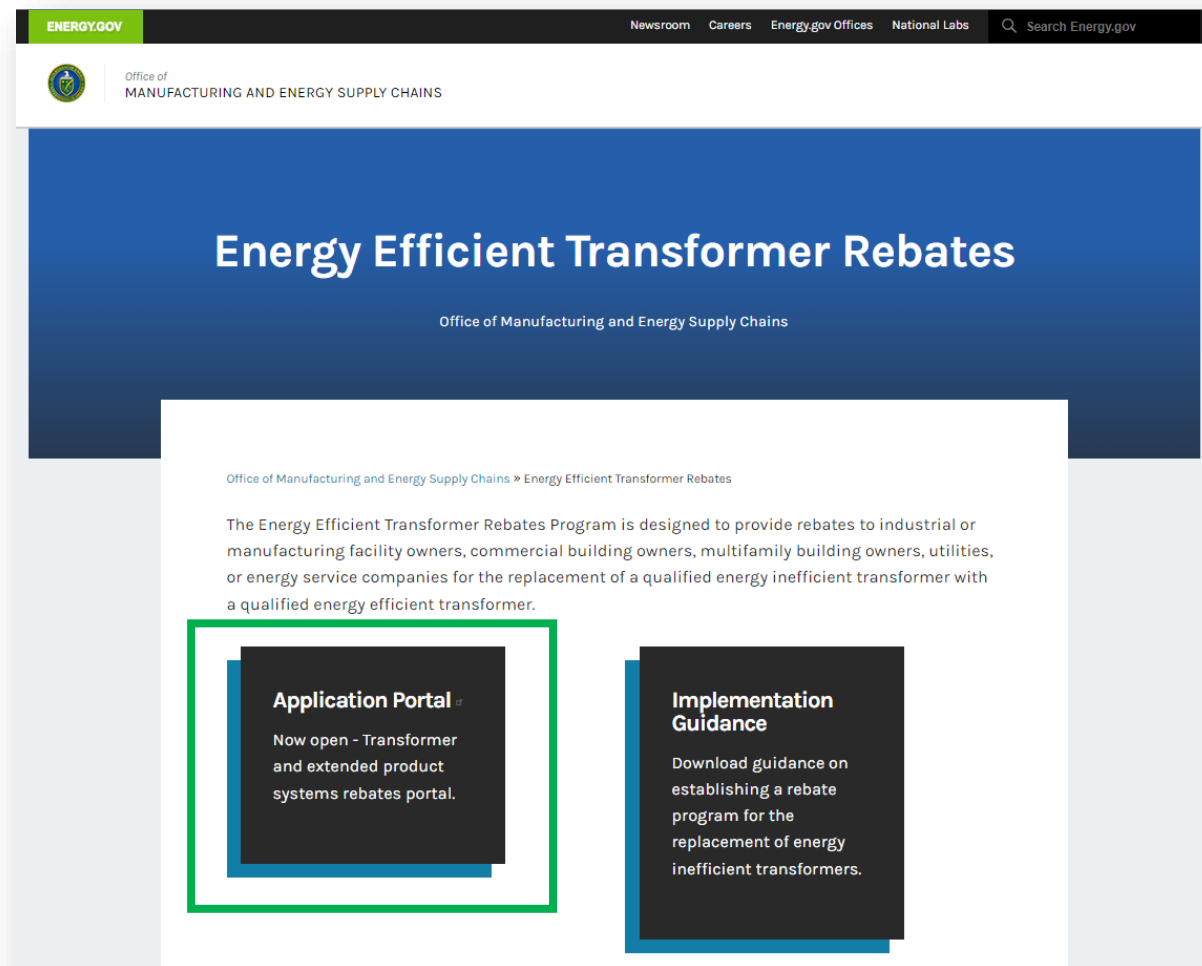 ENERGY.GOV
Newsroom Careers Energy.gov Offices National Labs Search Energy.gov
Office of
MANUFACTURING AND ENERGY SUPPLY CHAINS
Energy Efficient Transformer Rebates
Office of Manufacturing and Energy Supply Chains
Office of Manufacturing and Energy Supply Chains » Energy Efficient Transformer Rebates
The Energy Efficient Transformer Rebates Program is designed to provide rebates to industrial or
manufacturing facility owners, commercial building owners, multifamily building owners, utilities,
or energy service companies for the replacement of a qualified energy inefficient transformer with
a qualified energy efficient transformer.
Application Portal
Now open - Transformer
and extended product
systems rebates portal.
Implementation
Guidance
Download guidance on
establishing a rebate
program for the
replacement of energy
inefficient transformers.